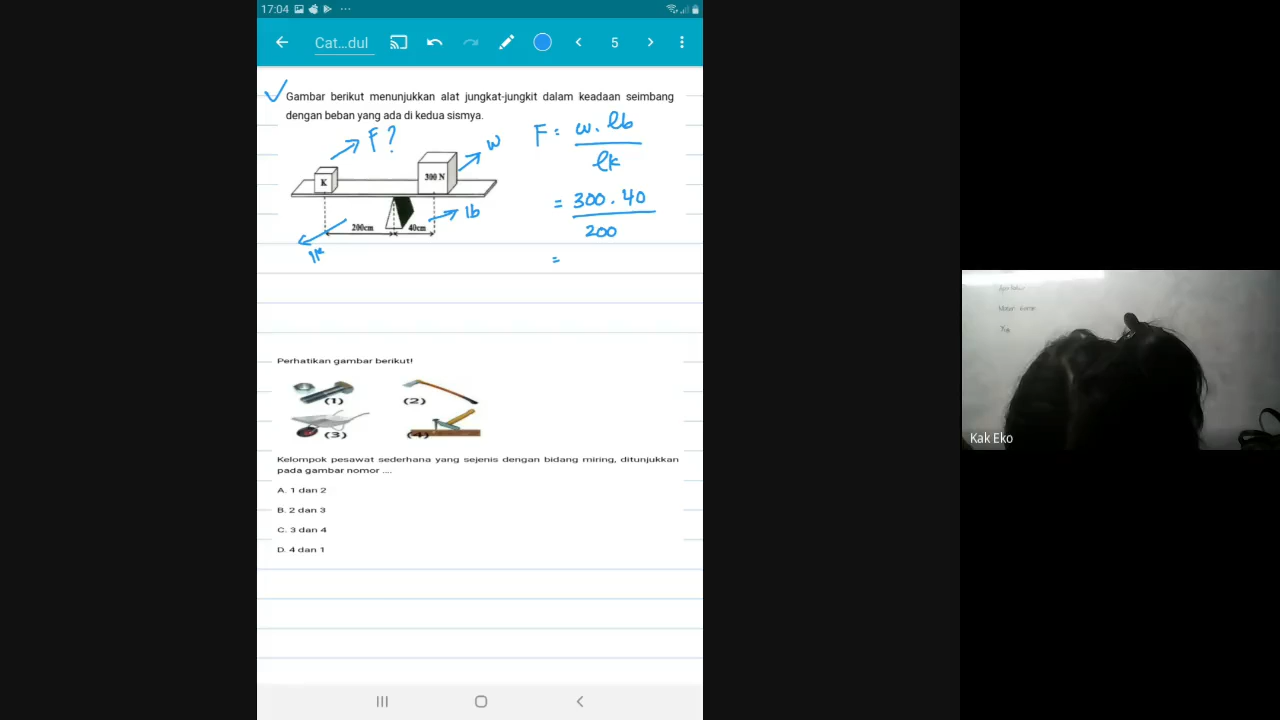 17:04
Cat...dul
5
Gambar berikut menunjukkan alat jungkat-jungkit dalam keadaan seimbang
dengan beban yang ada di kedua sismya.
F?
w
F = w . lb
lk
K
300 N
= 300 . 40
200
lb
200cm
40cm
lk
=
Perhatikan gambar berikut!
(1)
(2)
(3)
(4)
Kelompok pesawat sederhana yang sejenis dengan bidang miring, ditunjukkan
pada gambar nomor ....
A. 1 dan 2
B. 2 dan 3
C. 3 dan 4
D. 4 dan 1
Kak Eko